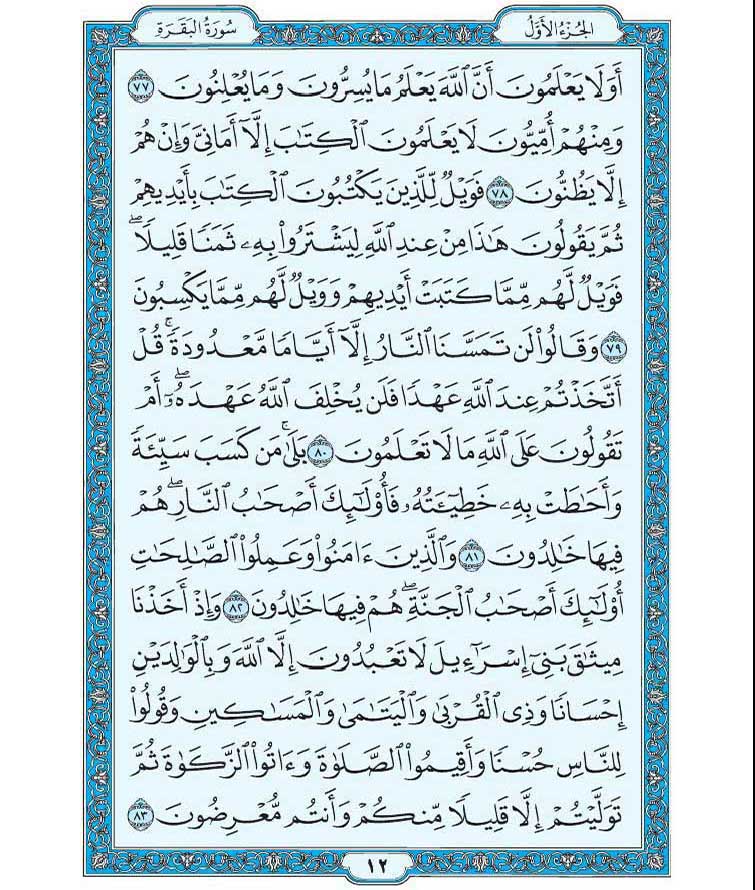 الجزء الأول
سورة البقرة
أَوَلَا يَعْلَمُونَ أَنَّ ٱللَّهَ يَعْلَمُ مَا يُسِرُّونَ وَمَا يُعْلِنُونَ ٧٧
وَمِنْهُمْ أُمِّيُّونَ لَا يَعْلَمُونَ ٱلْكِتَٰبَ إِلَّآ أَمَانِىَّ وَإِنْ هُمْ
إِلَّا يَظُنُّونَ ٧٨ فَوَيْلٌ لِّلَّذِينَ يَكْتُبُونَ ٱلْكِتَٰبَ بِأَيْدِيهِمْ
ثُمَّ يَقُولُونَ هَٰذَا مِنْ عِندِ ٱللَّهِ لِيَشْتَرُوا۟ بِهِۦ ثَمَنًا قَلِيلًا ۖ
فَوَيْلٌ لَّهُم مِّمَّا كَتَبَتْ أَيْدِيهِمْ وَوَيْلٌ لَّهُم مِّمَّا يَكْسِبُونَ
٧٩ وَقَالُوا۟ لَن تَمَسَّنَا ٱلنَّارُ إِلَّآ أَيَّامًا مَّعْدُودَةً ۚ قُلْ
أَتَّخَذْتُمْ عِندَ ٱللَّهِ عَهْدًا فَلَن يُخْلِفَ ٱللَّهُ عَهْدَهُۥٓ ۖ أَمْ
تَقُولُونَ عَلَى ٱللَّهِ مَا لَا تَعْلَمُونَ ٨٠ بَلَىٰ ۚ مَن كَسَبَ سَيِّئَةً
وَأَحَٰطَتْ بِهِۦ خَطِيٓـَٔتُهُۥ فَأُو۟لَٰٓئِكَ أَصْحَٰبُ ٱلنَّارِ ۖ هُمْ
فِيهَا خَٰلِدُونَ ٨١ وَٱلَّذِينَ ءَامَنُوا۟ وَعَمِلُوا۟ ٱلصَّٰلِحَٰتِ
أُو۟لَٰٓئِكَ أَصْحَٰبُ ٱلْجَنَّةِ ۖ هُمْ فِيهَا خَٰلِدُونَ ٨٢ وَإِذْ أَخَذْنَا
مِيثَٰقَ بَنِىٓ إِسْرَٰٓءِيلَ لَا تَعْبُدُونَ إِلَّا ٱللَّهَ وَبِٱلْوَٰلِدَيْنِ
إِحْسَانًا وَذِى ٱلْقُرْبَىٰ وَٱلْيَتَٰمَىٰ وَٱلْمَسَٰكِينِ وَقُولُوا۟
لِلنَّاسِ حُسْنًا وَأَقِيمُوا۟ ٱلصَّلَوٰةَ وَءَاتُوا۟ ٱلزَّكَوٰةَ ثُمَّ
تَوَلَّيْتُمْ إِلَّا قَلِيلًا مِّنكُمْ وَأَنتُم مُّعْرِضُونَ ٨٣
١٢